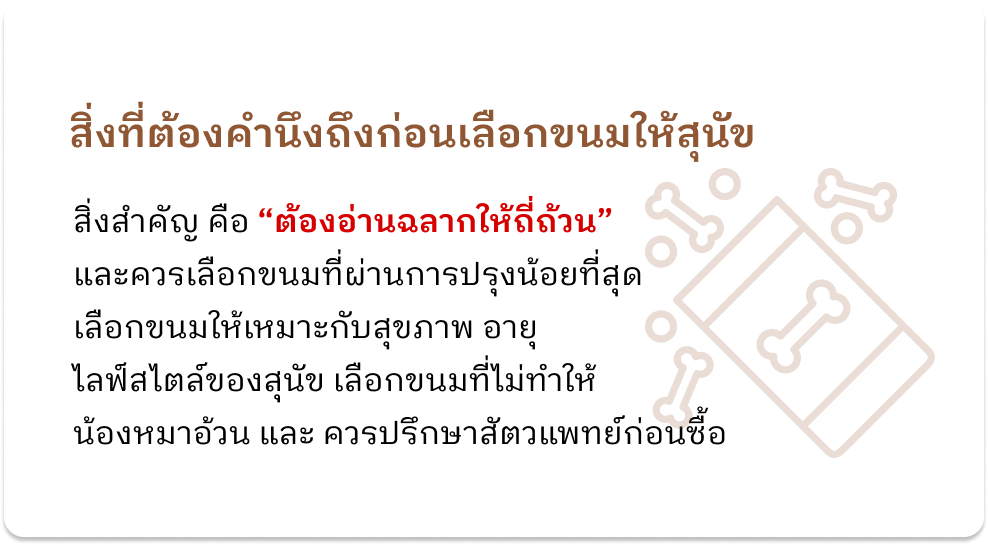 สิ่งที่ต้องคำนึงถึงก่อนเลือกขนมให้สุนัข
สิ่งสำคัญ คือ “ต้องอ่านฉลากให้ถี่ถ้วน”
และควรเลือกขนมที่ผ่านการปรุงน้อยที่สุด
เลือกขนมให้เหมาะกับสุขภาพ อายุ
ไลฟ์สไตล์ของสุนัข เลือกขนมที่ไม่ทำให้
น้องหมาอ้วน และ ควรปรึกษาสัตวแพทย์ก่อนซื้อ